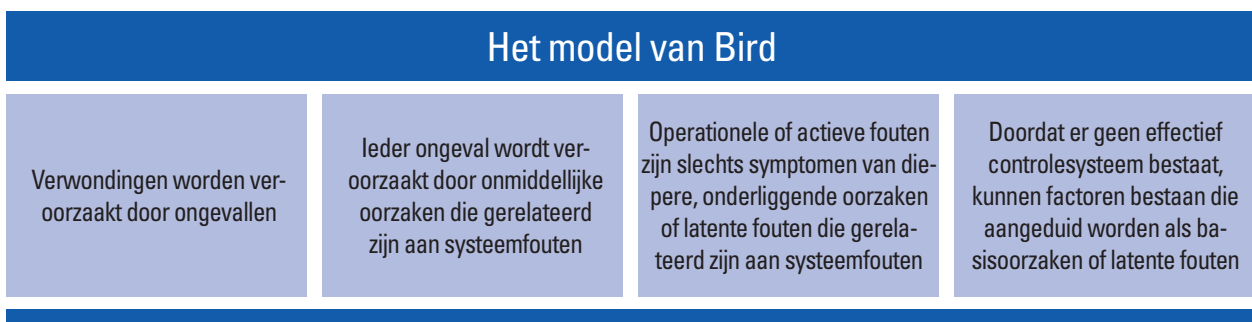 Het model van Bird
Verwondingen worden ver-
oorzaakt door ongevallen
Ieder ongeval wordt ver-
oorzaakt door onmiddellijke
oorzaken die gerelateerd
zijn aan systeemfouten
Operationele of actieve fouten
zijn slechts symptomen van die-
pere, onderliggende oorzaken
of latente fouten die gerela-
teerd zijn aan systeemfouten
Doordat er geen effectief
controlesysteem bestaat,
kunnen factoren bestaan die
aangeduid worden als ba-
sisoorzaken of latente fouten